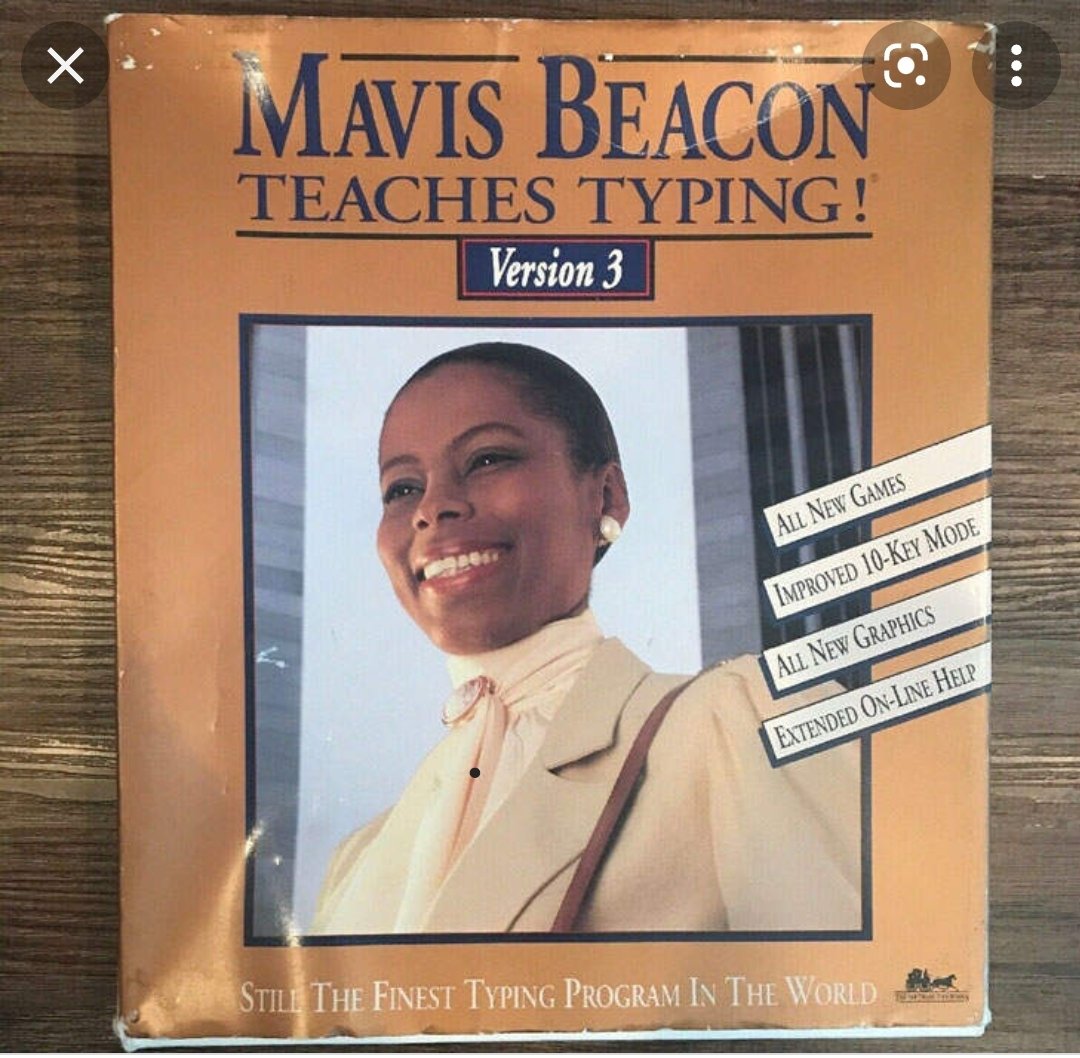 MAVIS BEACON
TEACHES TYPING!
Version 3
ALL NEW GAMES
IMPROVED 10-KEY MODE
ALL NEW GRAPHICS
EXTENDED ON-LINE HELP
STILL THE FINEST TYPING PROGRAM IN THE WORLD